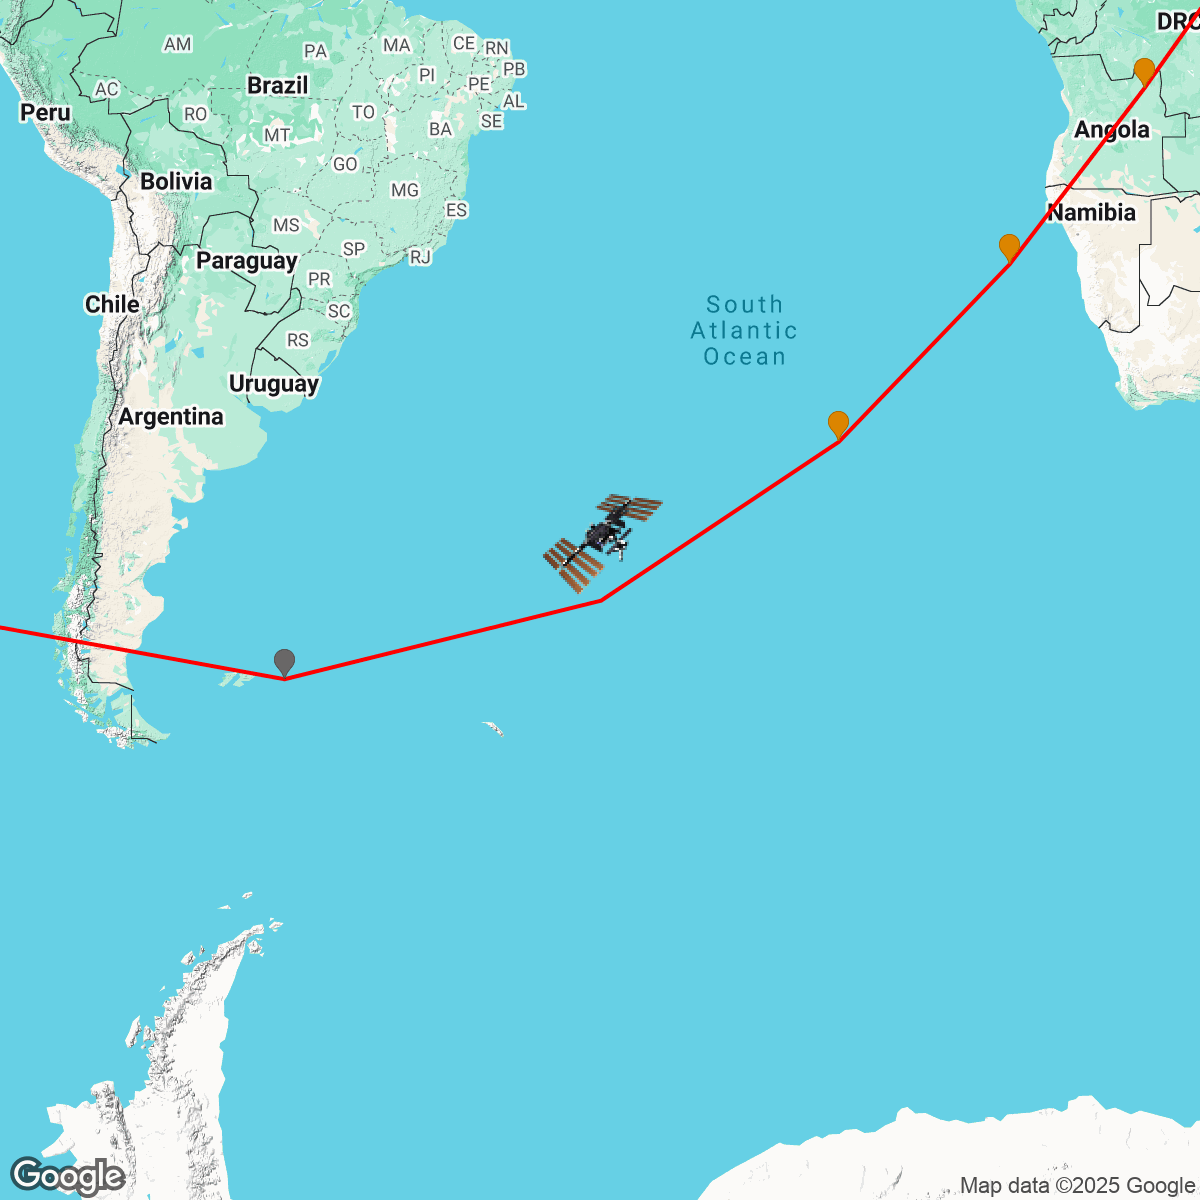 DRC
AM
PA
MA
CE
RN
PI
PB
Brazil
PE
AC
AL
TO
Peru
RO
SE
MT
BA
Angola
GO
Bolivia
MG
ES
Namibia
MS
SP
RJ
Paraguay
PR
Chile
SC
South
Atlantic
Ocean
RS
Uruguay
Argentina
Google
Map data ©2025 Google